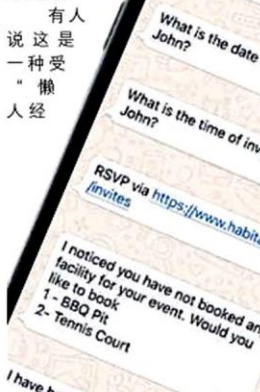 有人
说这是
一种受
“懒
人经
What is the date
John?
What is the time of inv
John?
RSVP via https://www.habita
/invites
I noticed you have not booked an
facility for your event. Would you
like to book
1 - BBQ Pit
2- Tennis Court
I have b